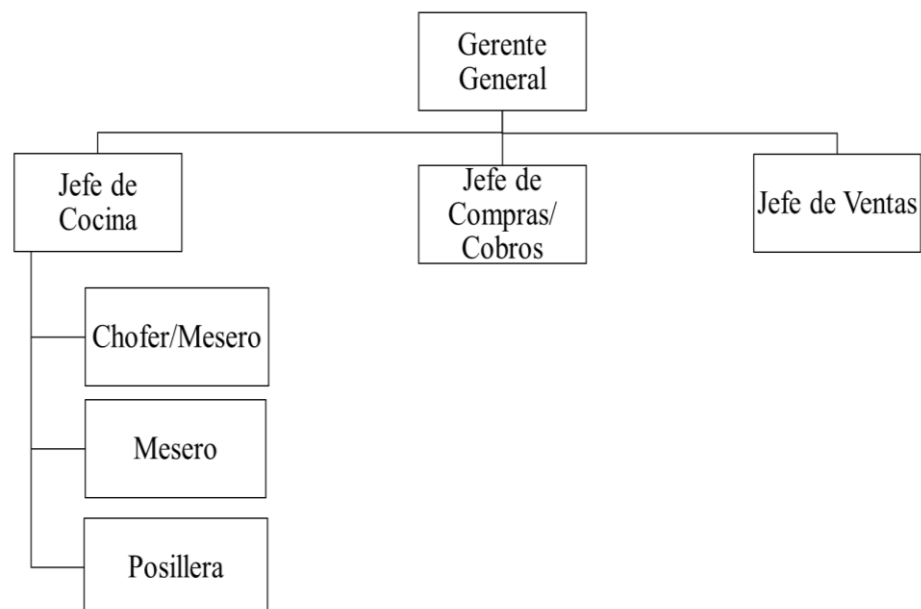 Gerente
General
Jefe de
Cocina
Jefe de
Compras/
Cobros
Jefe de Ventas
Chofer/Mesero
Mesero
Posillera